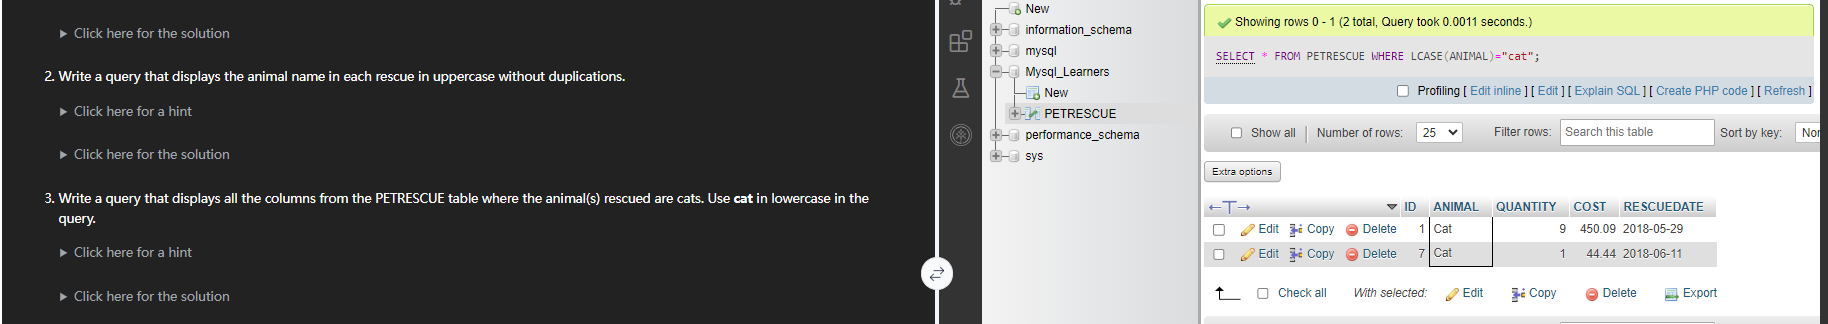 Click here for the solution
2. Write a query that displays the animal name in each rescue in uppercase without duplications.
Click here for a hint
Click here for the solution
3. Write a query that displays all the columns from the PETRESCUE table where the animal(s) rescued are cats. Use cat in lowercase in the
query.
Click here for a hint
Click here for the solution
New
information_schema
mysql
Mysql_Learners
New
PETRESCUE
performance_schema
sys
Showing rows 0 - 1 (2 total, Query took 0.0011 seconds.)
SELECT * FROM PETRESCUE WHERE LCASE(ANIMAL)="cat";
Profiling [ Edit inline ] [ Edit ] [ Explain SQL ] [ Create PHP code ] [ Refresh ]
Show all Number of rows: 25 Filter rows: Search this table Sort by key:
Extra options
←T→ ID ANIMAL QUANTITY COST RESCUEDATE
Edit Copy Delete 1 Cat 9 450.09 2018-05-29
Edit Copy Delete 7 Cat 1 44.44 2018-06-11
Check all With selected: Edit Copy Delete Export